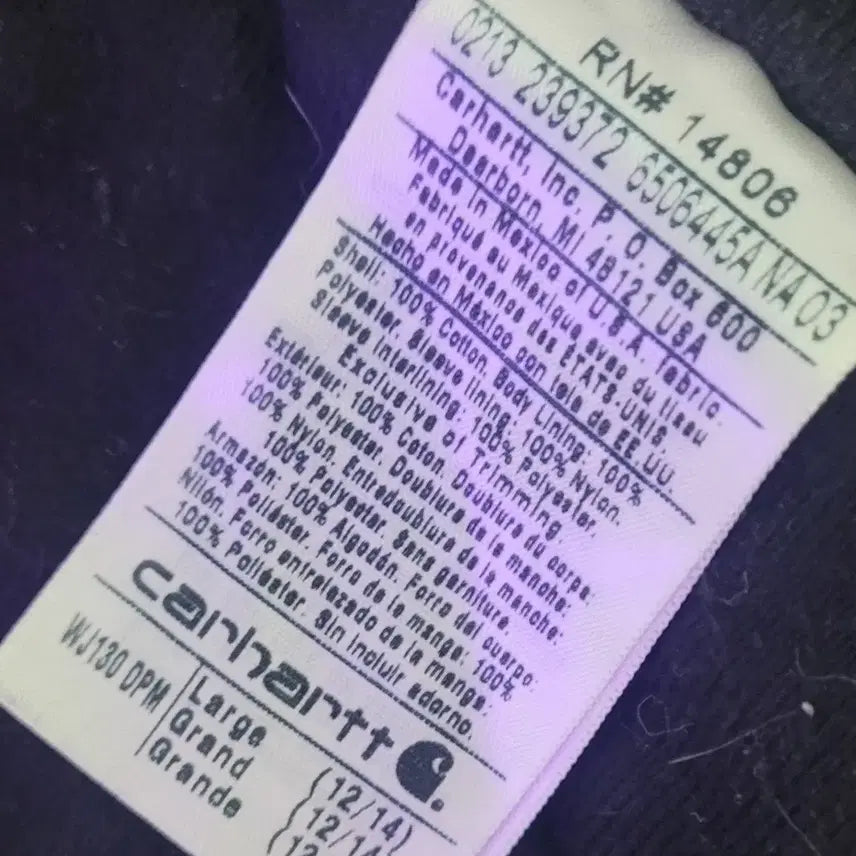 RN# 14806
0213 239372 6506445A NA 03
Carhartt, Inc. P. O. Box 600
Dearborn, MI 48121 USA
Made in Mexico of U.S.A. fabric.
Fabriqué au Mexique avec du tissu
en provenance des ÉTATS-UNIS
Hecho en México con tela de EE.UU.
Shell: 100% Cotton. Body Lining: 100%
Polyester. Sleeve lining: 100% Nylon.
Sleeve Interlining: 100% Polyester.
Exclusive of Trimming.
Extérieur: 100% Coton. Doublure du corps:
100% Polyester. Doublure de la manche:
100% Nylon. Entredoublure de la manche:
100% Polyester. Sans garniture.
Armazón: 100% Algodón. Forro del cuerpo:
100% Poliéster. Forro de la manga: 100%
Nilón. Forro entrelazado de la manga:
100% Poliéster. Sin incluir adorno.
carhartt
WJ130 DPM
Large (12/14)
Grand (12/14
Grande (12